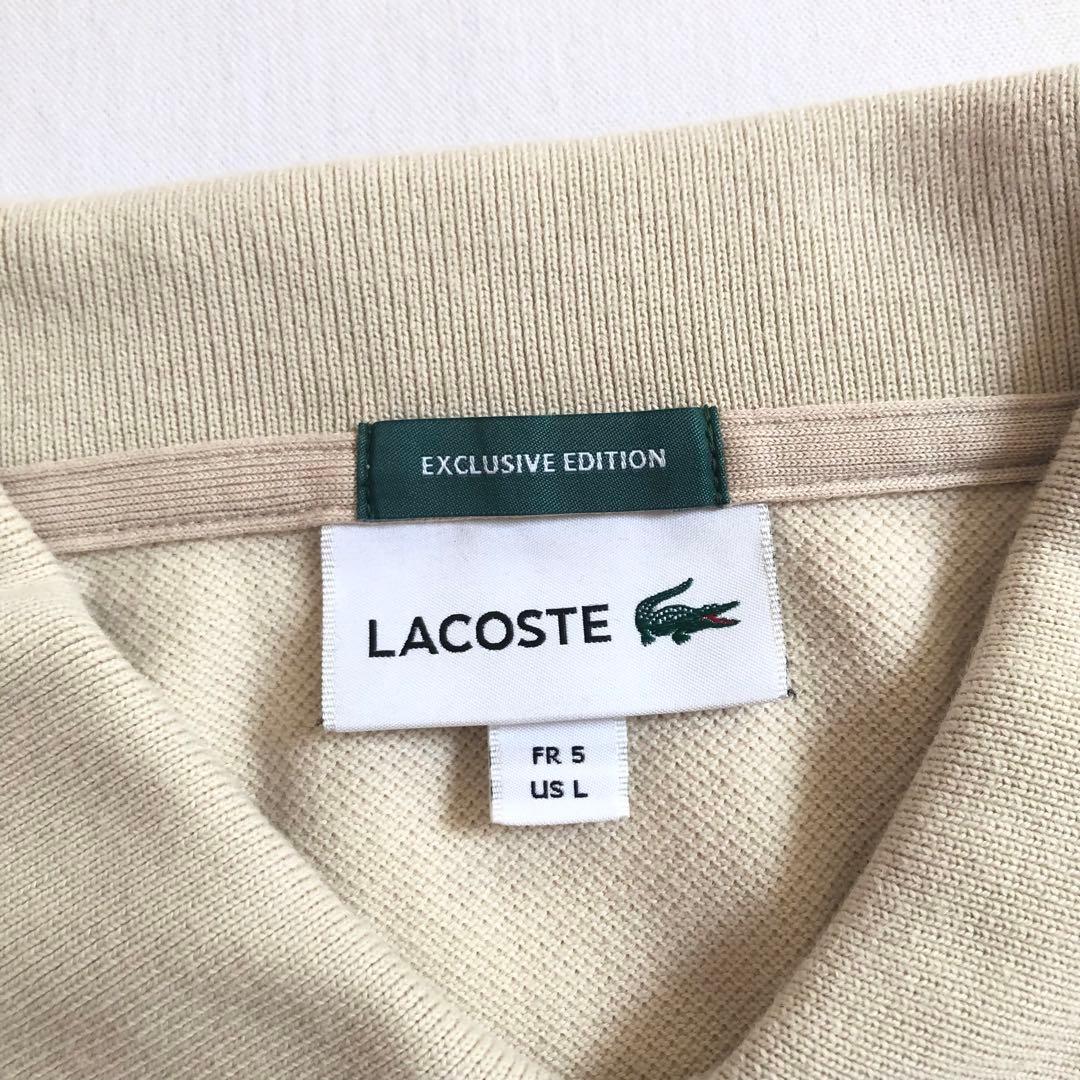 EXCLUSIVE EDITION
LACOSTE
FR 5
US L